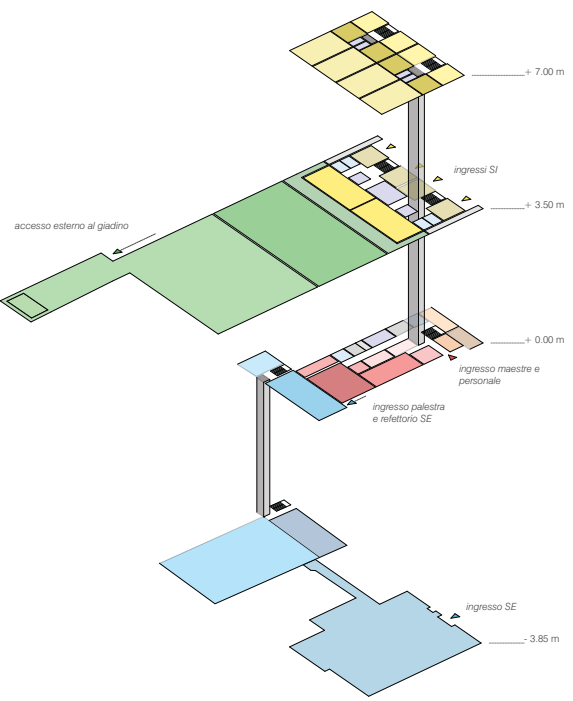 + 7.00 m
ingressi SI
+ 3.50 m
accesso esterno al giadino
+ 0.00 m
ingresso maestre e
personale
ingresso palestra
e refettorio SE
ingresso SE
- 3.85 m